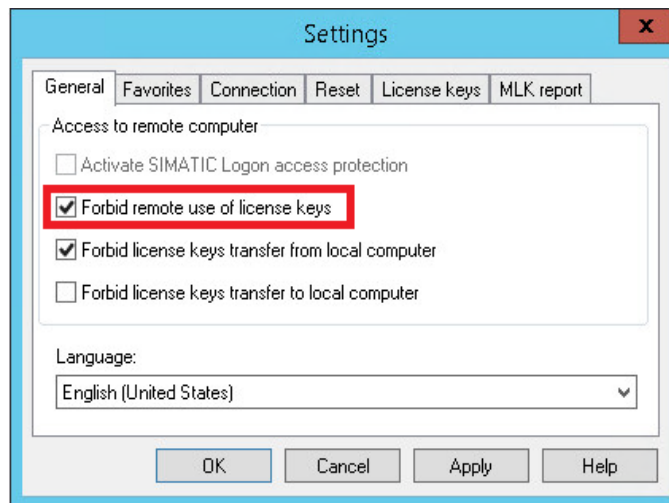 Settings
x
General Favorites Connection Reset License keys MLK report
Access to remote computer
Activate SIMATIC Logon access protection
Forbid remote use of license keys
Forbid license keys transfer from local computer
Forbid license keys transfer to local computer
Language:
English (United States)
OK Cancel Apply Help